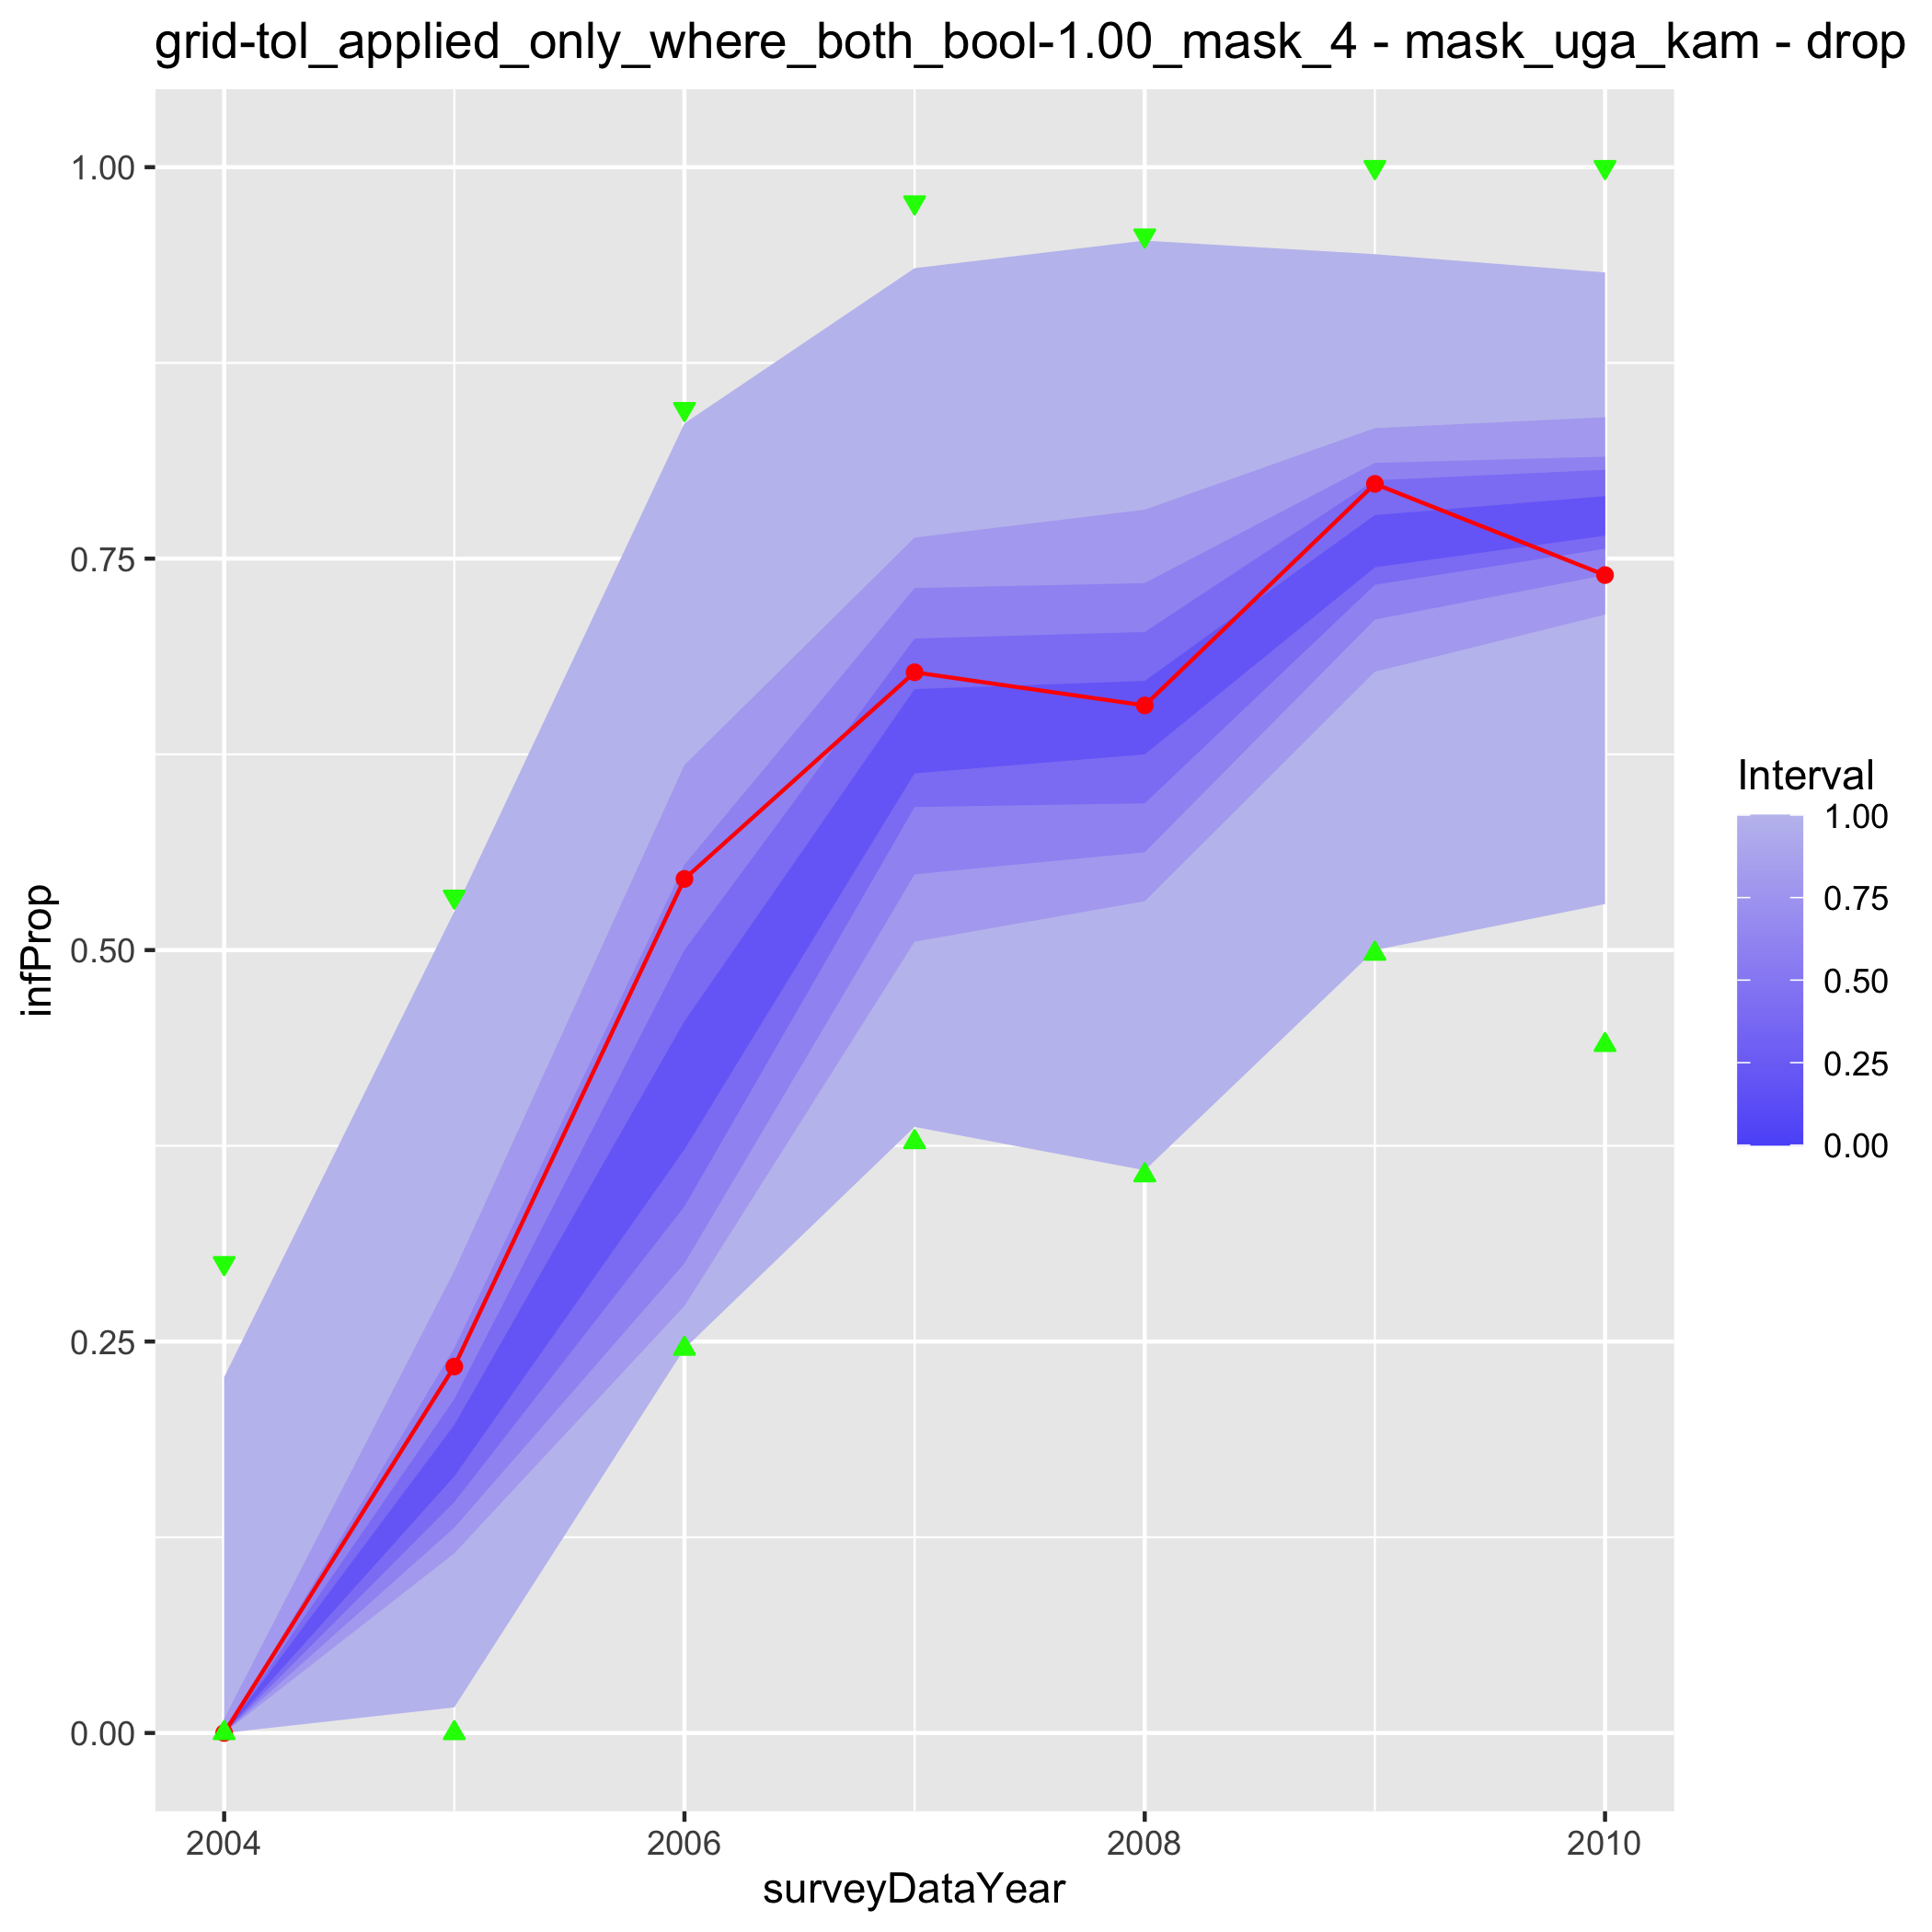 grid-tol_applied_only_where_both_bool-1.00_mask_4 - mask_uga_kam - drop
1.00
0.75
0.50
0.25
0.00
infProp
2004 2006 2008 2010
surveyDataYear
Interval
1.00
0.75
0.50
0.25
0.00